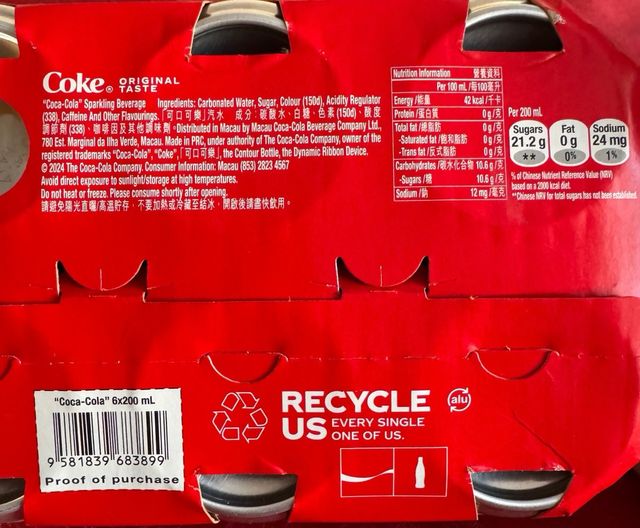 Coke® ORIGINAL TASTE
"Coca-Cola" Sparkling Beverage Ingredients: Carbonated Water, Sugar, Colour (150d), Acidity Regulator
(338), Caffeine And Other Flavourings.「可口可樂」汽水 成分：碳酸水、白糖、色素 (150d)、酸度
調節劑 (338)、咖啡因及其他調味劑 •Distributed in Macau by Macau Coca-Cola Beverage Company Ltd.,
780 Est. Marginal da Ilha Verde, Macau. Made in PRC, under authority of The Coca-Cola Company, owner of the
registered trademarks "Coca-Cola", "Coke",「可口可樂」, the Contour Bottle, the Dynamic Ribbon Device.
© 2024 The Coca-Cola Company. Consumer Information: Macau (853) 2823 4567
Avoid direct exposure to sunlight/storage at high temperatures.
Do not heat or freeze. Please consume shortly after opening.
請避免陽光直曬/高溫貯存，不要加熱或冷藏至結冰，開啟後請盡快飲用。
Nutrition Information 營養資料
Per 100 mL /每100毫升
Energy /能量 42 kcal /千卡
Protein /蛋白質 0 g /克
Total fat /總脂肪 0 g /克
-Saturated fat /飽和脂肪 0 g /克
-Trans fat /反式脂肪 0 g /克
Carbohydrates /碳水化合物 10.6 g /克
-Sugars /糖 10.6 g /克
Sodium /鈉 12 mg /毫克
Per 200 mL
Sugars 21.2 g **
Fat 0 g 0%
Sodium 24 mg 1%
% of Chinese Nutrient Reference Value (NRV)
based on a 2000 kcal diet.
**Chinese NRV for total sugars has not been established.
"Coca-Cola" 6x200 mL
9 581839 683899
Proof of purchase
RECYCLE
US EVERY SINGLE
ONE OF US.
alu